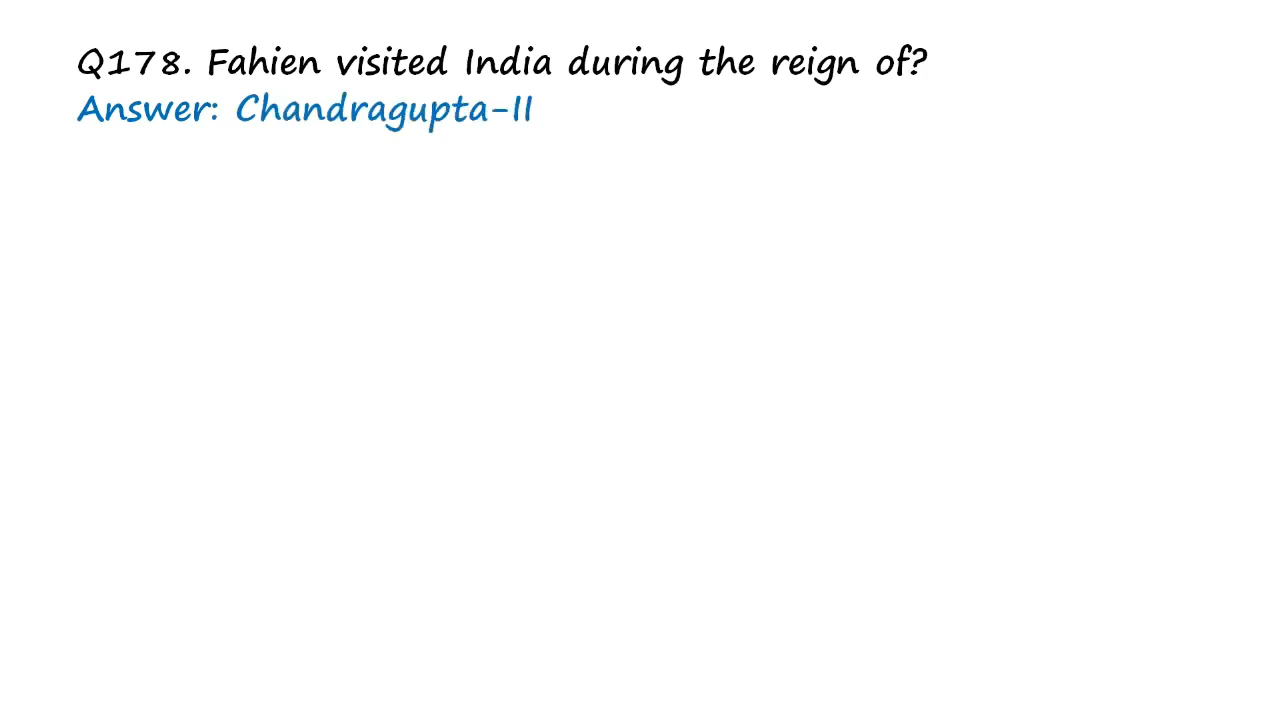 Q178. Fahien visited India during the reign of?
Answer: Chandragupta-II